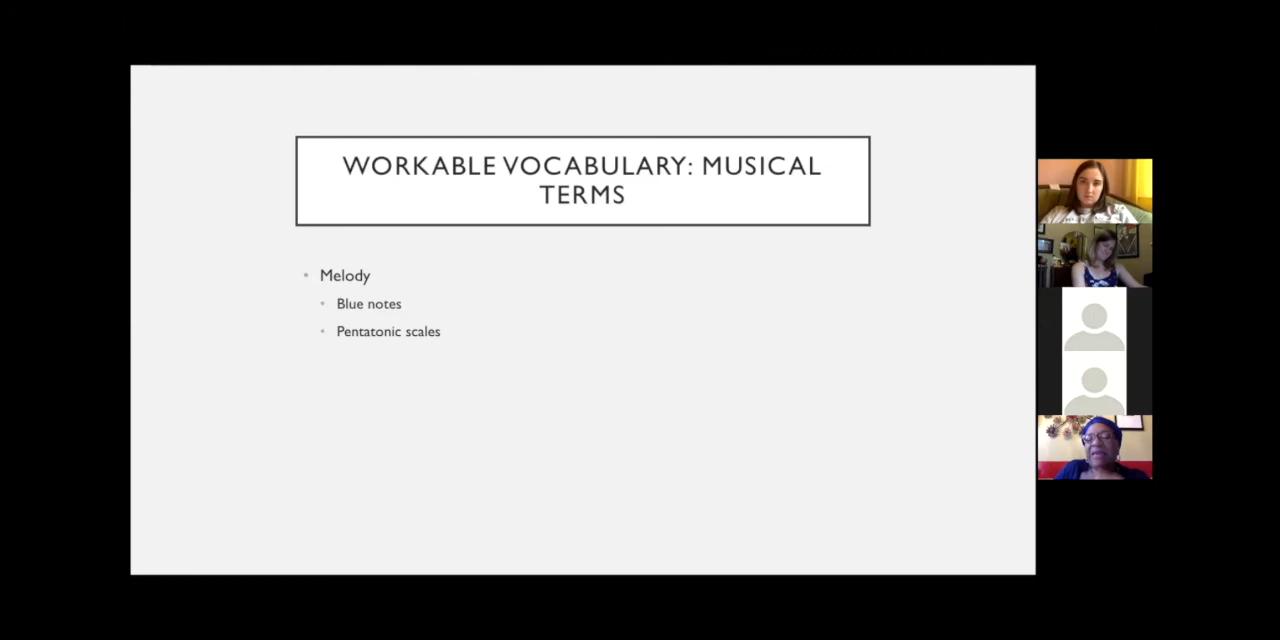 WORKABLE VOCABULARY: MUSICAL
TERMS
Melody
Blue notes
Pentatonic scales